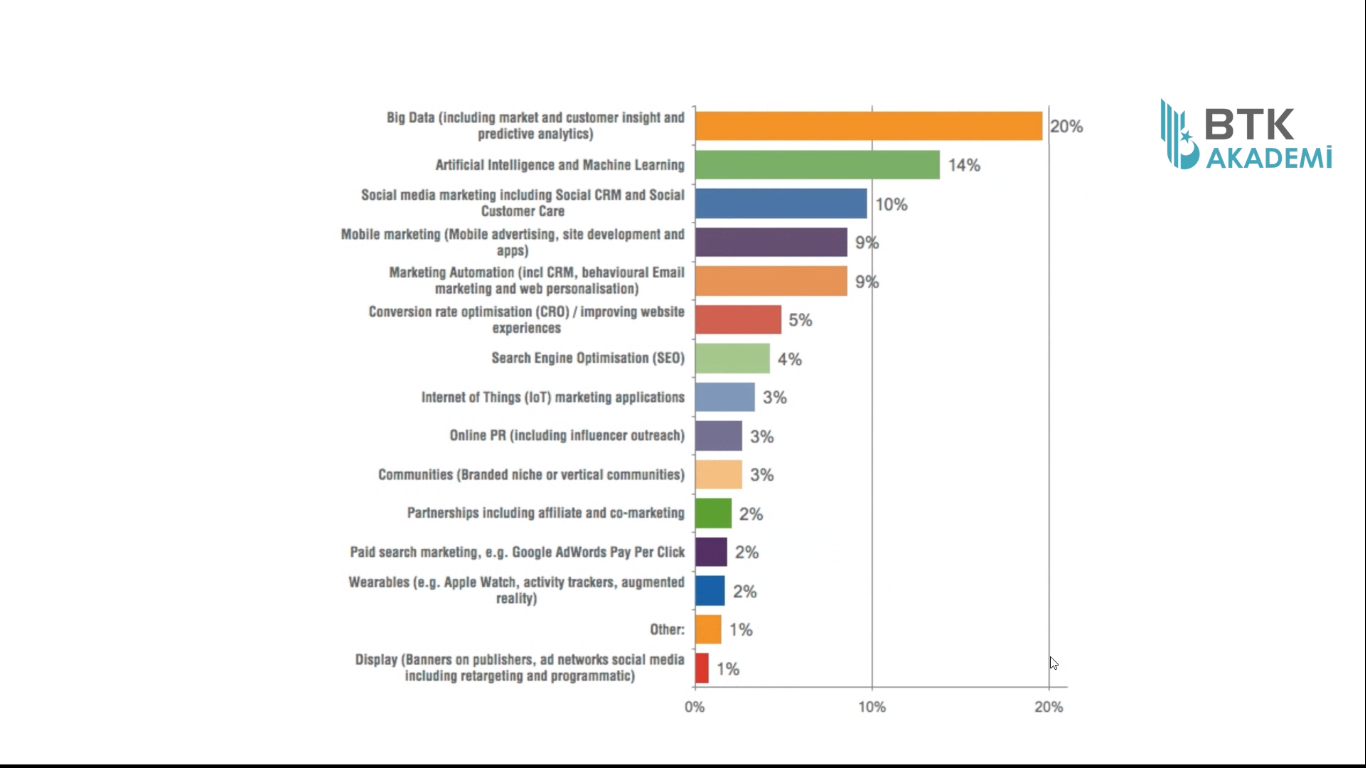 BTK
AKADEMİ
Big Data (including market and customer insight and
predictive analytics)
20%
Artificial Intelligence and Machine Learning
14%
Social media marketing including Social CRM and Social
Customer Care
10%
Mobile marketing (Mobile advertising, site development and
apps)
9%
Marketing Automation (incl CRM, behavioural Email
marketing and web personalisation)
9%
Conversion rate optimisation (CRO) / improving website
experiences
5%
Search Engine Optimisation (SEO)
4%
Internet of Things (IoT) marketing applications
3%
Online PR (including influencer outreach)
3%
Communities (Branded niche or vertical communities)
3%
Partnerships including affiliate and co-marketing
2%
Paid search marketing, e.g. Google AdWords Pay Per Click
2%
Wearables (e.g. Apple Watch, activity trackers, augmented
reality)
2%
Other:
1%
Display (Banners on publishers, ad networks social media
including retargeting and programmatic)
1%
0% 10% 20%